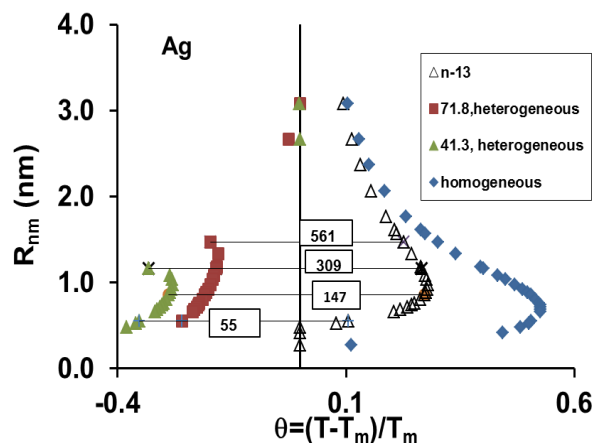 4.0
Ag
n-13
71.8,heterogeneous
41.3, heterogeneous
homogeneous
3.0
2.0
1.0
0.0
R nm (nm)
561
309
147
55
-0.4
0.1
0.6
θ=(T-Tm)/Tm